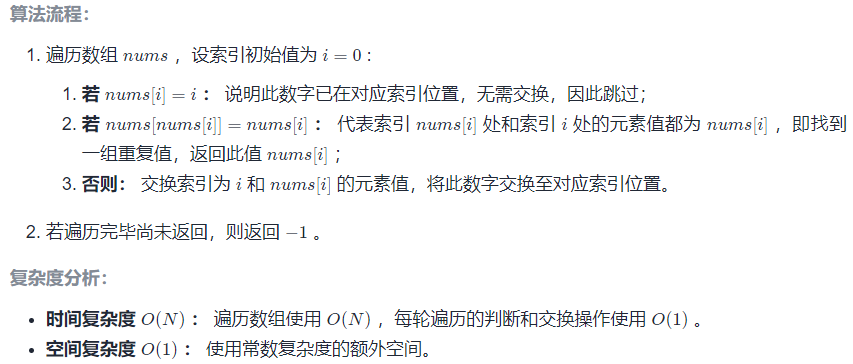 算法流程：
1. 遍历数组 nums ，设索引初始值为 i = 0 :
1. 若 nums[i] = i ： 说明此数字已在对应索引位置，无需交换，因此跳过；
2. 若 nums[nums[i]] = nums[i] ： 代表索引 nums[i] 处和索引 i 处的元素值都为 nums[i] ，即找到
一组重复值，返回此值 nums[i] ；
3. 否则： 交换索引为 i 和 nums[i] 的元素值，将此数字交换至对应索引位置。
2. 若遍历完毕尚未返回，则返回 −1 。
复杂度分析：
• 时间复杂度 O(N) ： 遍历数组使用 O(N) ，每轮遍历的判断和交换操作使用 O(1) 。
• 空间复杂度 O(1) ： 使用常数复杂度的额外空间。